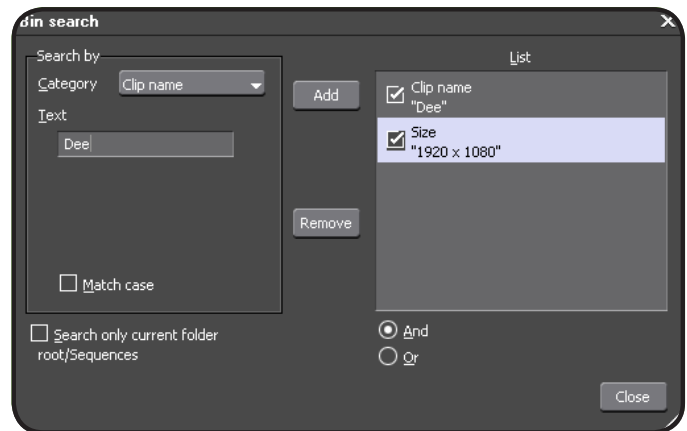 Bin search
Search by
Category Clip name
Text
Dee
Match case
Search only current folder
root/Sequences
Add
Remove
List
Clip name
"Dee"
Size
"1920 x 1080"
And
Or
Close